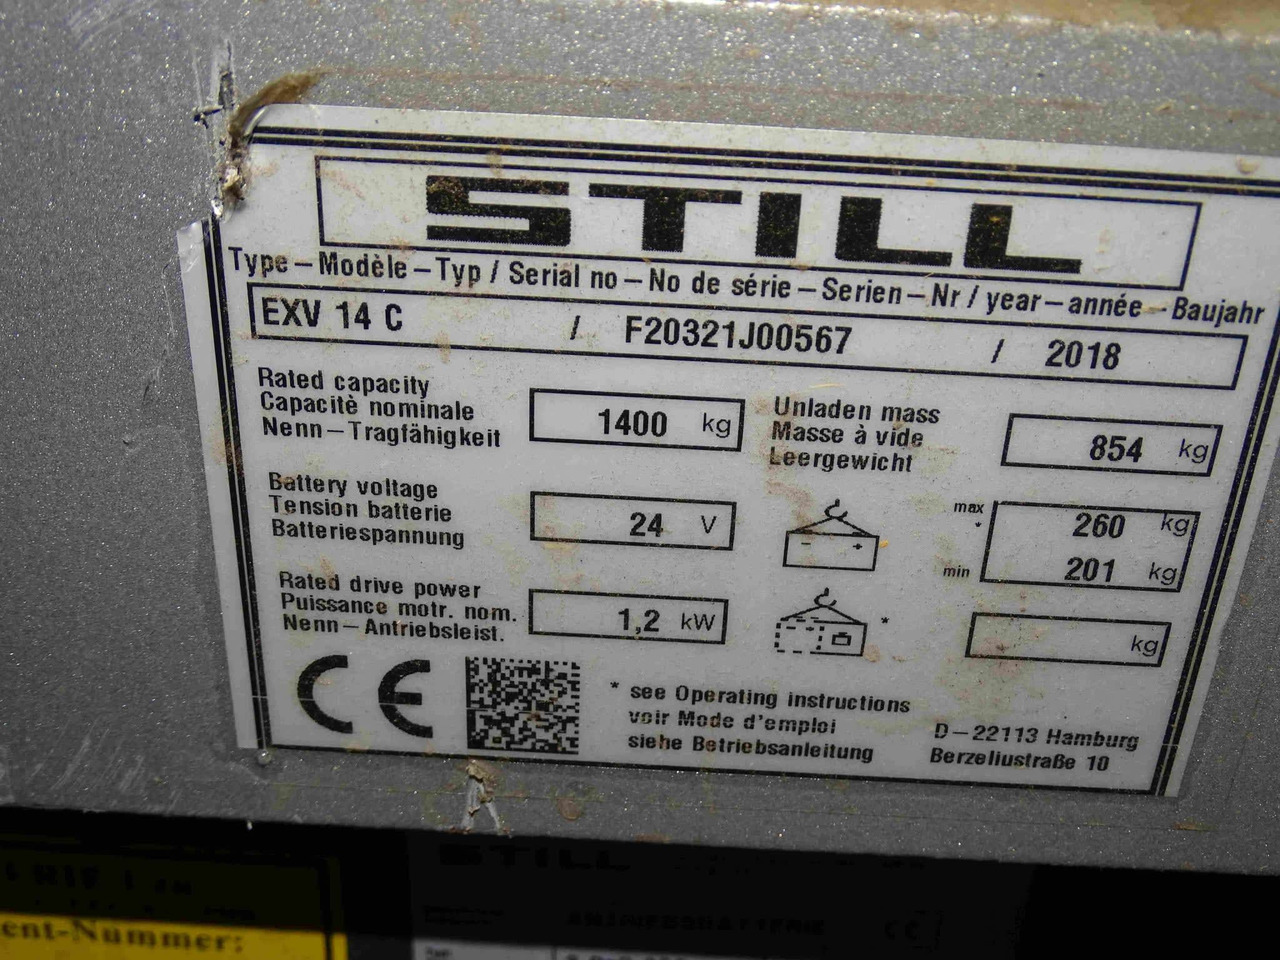 STILL
Type – Modèle – Typ / Serial no – No de série – Serien – Nr / year – année – Baujahr
EXV 14 C / F20321J00567 / 2018
Rated capacity
Capacité nominale
Nenn – Tragfähigkeit
1400 kg
Unladen mass
Masse à vide
Leergewicht
854 kg
Battery voltage
Tension batterie
Batteriespannung
24 V
max
*
260 kg
min
201 kg
Rated drive power
Puissance motr. nom.
Nenn – Antriebsleist.
1,2 kW
*
kg
CE
* see Operating instructions
voir Mode d'emploi
siehe Betriebsanleitung
D – 22113 Hamburg
Berzeliustraße 10
STILL
ent-Nummer:
CE